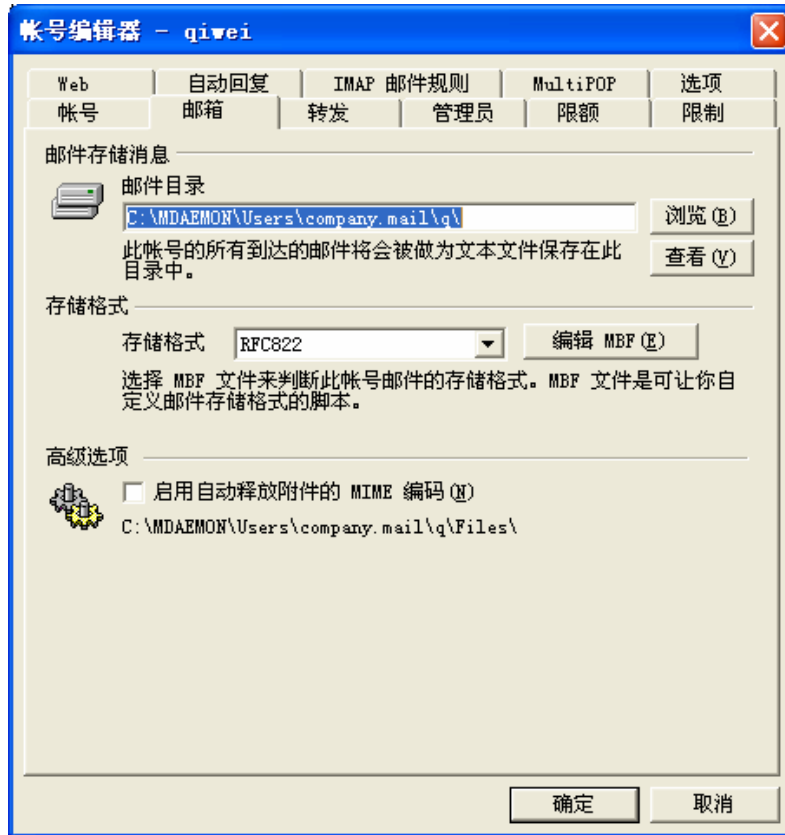 帐号编辑器 - qiwei
Web 自动回复 IMAP 邮件规则 MultiPOP 选项
帐号 邮箱 转发 管理员 限额 限制
邮件存储消息
邮件目录
C:\MDAEMON\Users\company.mail\q\ 浏览(B)
此帐号的所有到达的邮件将会被做为文本文件保存在此
目录中。 查看(V)
存储格式
存储格式 RFC822 编辑 MBF(E)
选择 MBF 文件来判断此帐号邮件的存储格式。MBF 文件是可让你自
定义邮件存储格式的脚本。
高级选项
启用自动释放附件的 MIME 编码(N)
C:\MDAEMON\Users\company.mail\q\Files\
确定 取消